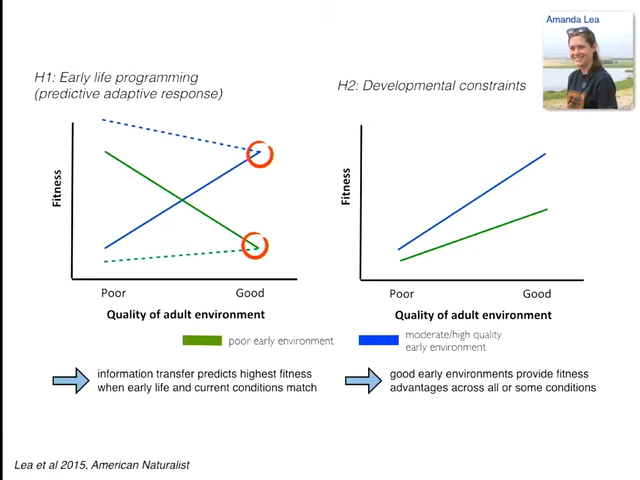 Amanda Lea
H1: Early life programming
(predictive adaptive response)
H2: Developmental constraints
Fitness
Poor
Good
Quality of adult environment
Fitness
Poor
Good
Quality of adult environment
poor early environment
moderate/high quality
early environment
information transfer predicts highest fitness
when early life and current conditions match
good early environments provide fitness
advantages across all or some conditions
Lea et al 2015, American Naturalist